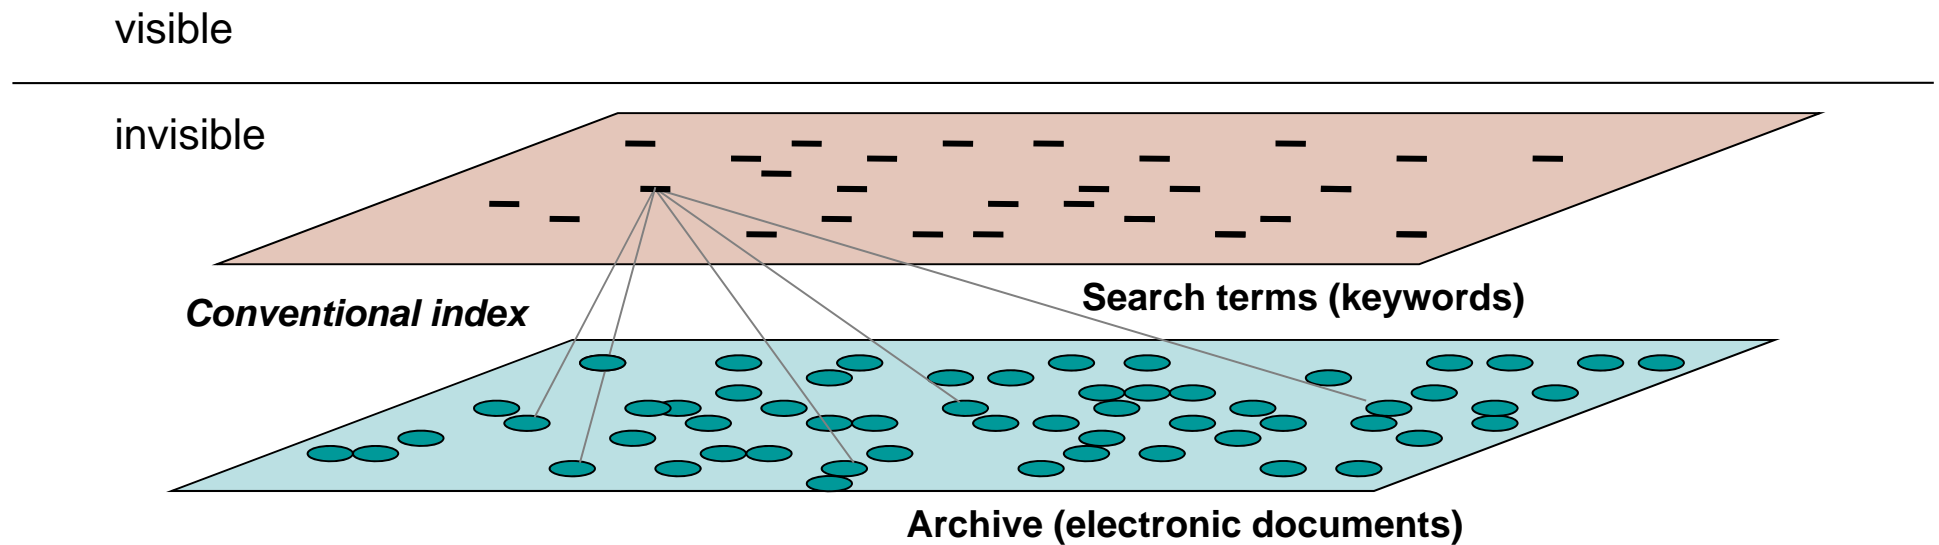 visible
invisible
Search terms (keywords)
Conventional index
Archive (electronic documents)